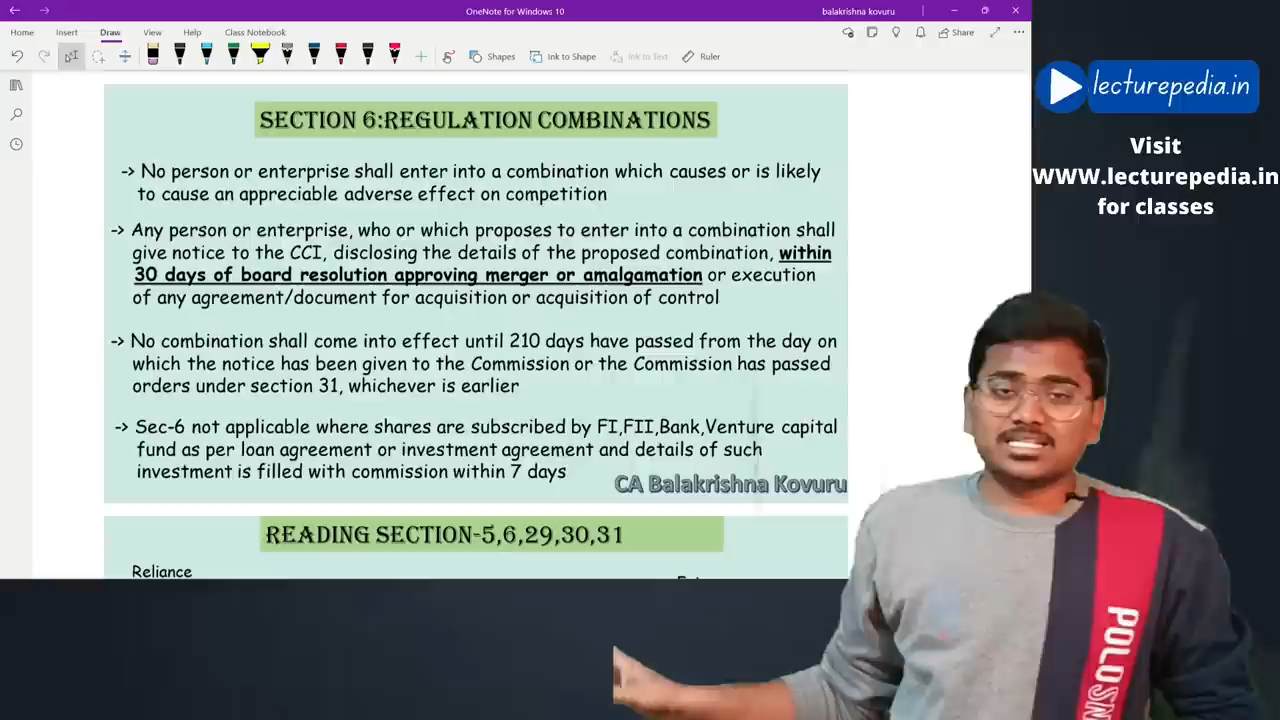 OneNote for Windows 10
balakrishna kovuru
Home Insert Draw View Help Class Notebook
Share
Shapes Ink to Shape Ink to Text Ruler
SECTION 6:REGULATION COMBINATIONS
-> No person or enterprise shall enter into a combination which causes or is likely
to cause an appreciable adverse effect on competition
-> Any person or enterprise, who or which proposes to enter into a combination shall
give notice to the CCI, disclosing the details of the proposed combination, within
30 days of board resolution approving merger or amalgamation or execution
of any agreement/document for acquisition or acquisition of control
-> No combination shall come into effect until 210 days have passed from the day on
which the notice has been given to the Commission or the Commission has passed
orders under section 31, whichever is earlier
-> Sec-6 not applicable where shares are subscribed by FI,FII,Bank,Venture capital
fund as per loan agreement or investment agreement and details of such
investment is filled with commission within 7 days
CA Balakrishna Kovuru
READING SECTION-5,6,29,30,31
Reliance
lecturepedia.in
Visit
WWW.lecturepedia.in
for classes
POLO